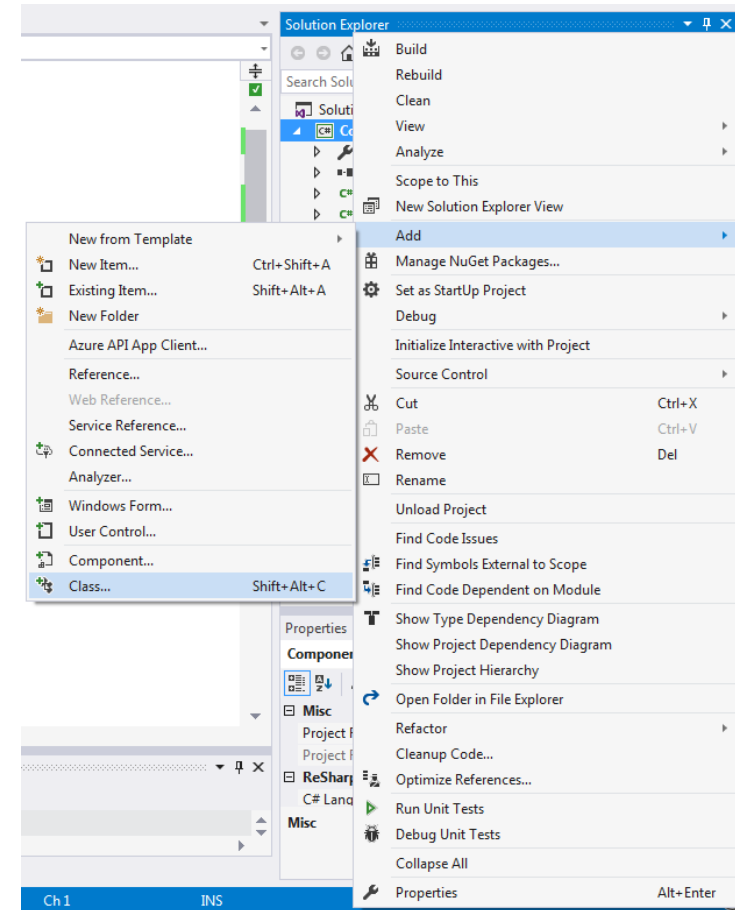 Solution Explorer
Search Solu
Soluti
C# Co
C#
C#
Build
Rebuild
Clean
View
Analyze
Scope to This
New Solution Explorer View
Add
Manage NuGet Packages...
Set as StartUp Project
Debug
Initialize Interactive with Project
Source Control
Cut Ctrl+X
Paste Ctrl+V
Remove Del
Rename
Unload Project
Find Code Issues
Find Symbols External to Scope
Find Code Dependent on Module
Show Type Dependency Diagram
Show Project Dependency Diagram
Show Project Hierarchy
Open Folder in File Explorer
Refactor
Cleanup Code...
Optimize References...
Run Unit Tests
Debug Unit Tests
Collapse All
Properties Alt+Enter
New from Template
New Item... Ctrl+Shift+A
Existing Item... Shift+Alt+A
New Folder
Azure API App Client...
Reference...
Web Reference...
Service Reference...
Connected Service...
Analyzer...
Windows Form...
User Control...
Component...
Class... Shift+Alt+C
Properties
Componer
Misc
Project F
Project F
ReSharp
C# Lang
Misc
Ch 1 INS